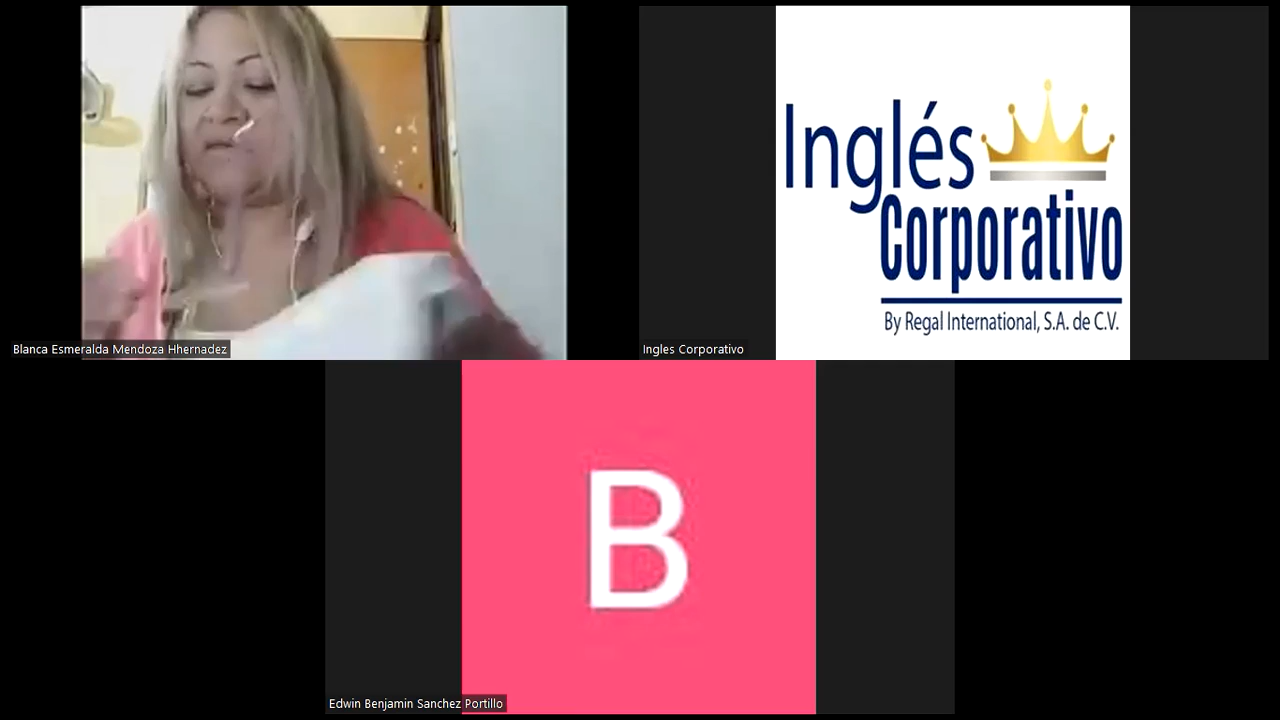 Inglés
Corporativo
By Regal International, S.A. de C.V.
Blanca Esmeralda Mendoza Hhernadez
Ingles Corporativo
B
Edwin Benjamin Sanchez Portillo